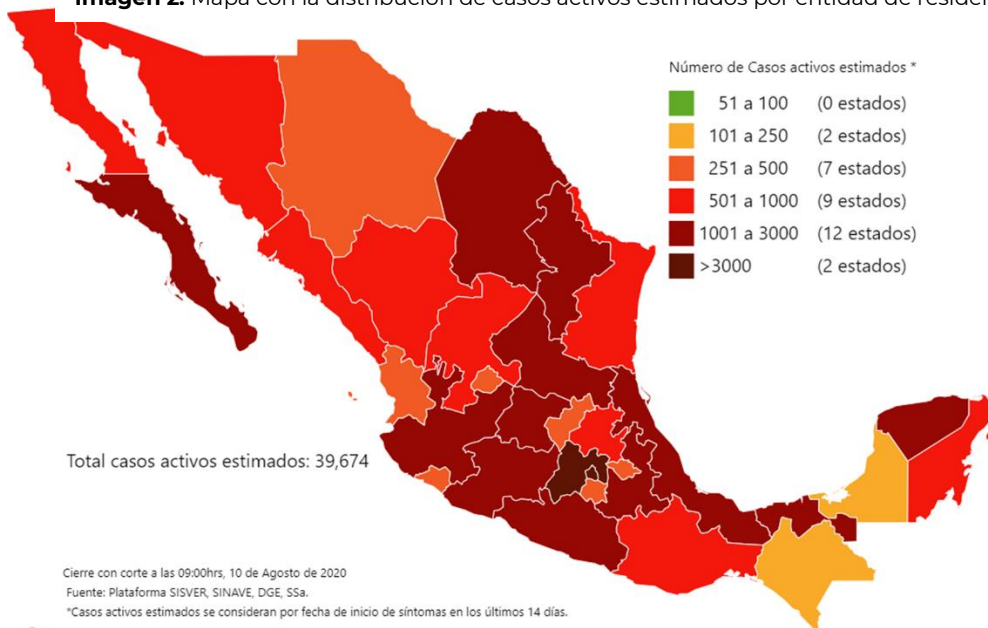 Imagen 2. Mapa con la distribución de casos activos estimados por entidad de
Número de Casos activos estimados *
51 a 100 (0 estados)
101 a 250 (2 estados)
251 a 500 (7 estados)
501 a 1000 (9 estados)
1001 a 3000 (12 estados)
>3000 (2 estados)
Total casos activos estimados: 39,674
Cierre con corte a las 09:00hrs, 10 de Agosto de 2020
Fuente: Plataforma SISVER, SINAVE, DGE, SSa.
*Casos activos estimados se consideran por fecha de inicio de síntomas en los últimos 14 días.